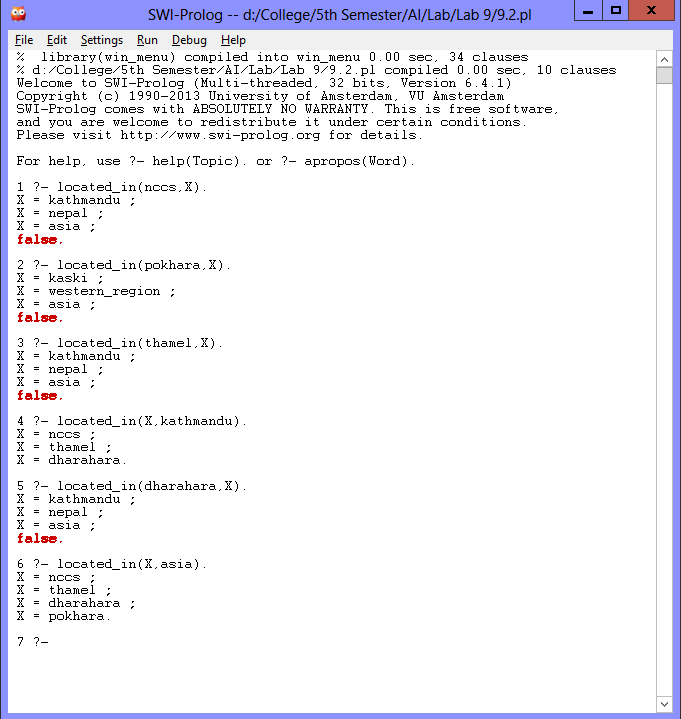 SWI-Prolog -- d:/College/5th Semester/AI/Lab/Lab 9/9.2.pl
File Edit Settings Run Debug Help
%  library(win_menu) compiled into win_menu 0.00 sec, 34 clauses
% d:/College/5th Semester/AI/Lab/Lab 9/9.2.pl compiled 0.00 sec, 10 clauses
Welcome to SWI-Prolog (Multi-threaded, 32 bits, Version 6.4.1)
Copyright (c) 1990-2013 University of Amsterdam, VU Amsterdam
SWI-Prolog comes with ABSOLUTELY NO WARRANTY. This is free software,
and you are welcome to redistribute it under certain conditions.
Please visit http://www.swi-prolog.org for details.
For help, use ?- help(Topic). or ?- apropos(Word).
1 ?- located_in(nccs,X).
X = kathmandu ;
X = nepal ;
X = asia ;
false.
2 ?- located_in(pokhara,X).
X = kaski ;
X = western_region ;
X = asia ;
false.
3 ?- located_in(thamel,X).
X = kathmandu ;
X = nepal ;
X = asia ;
false.
4 ?- located_in(X,kathmandu).
X = nccs ;
X = thamel ;
X = dharahara.
5 ?- located_in(dharahara,X).
X = kathmandu ;
X = nepal ;
X = asia ;
false.
6 ?- located_in(X,asia).
X = nccs ;
X = thamel ;
X = dharahara ;
X = pokhara.
7 ?-